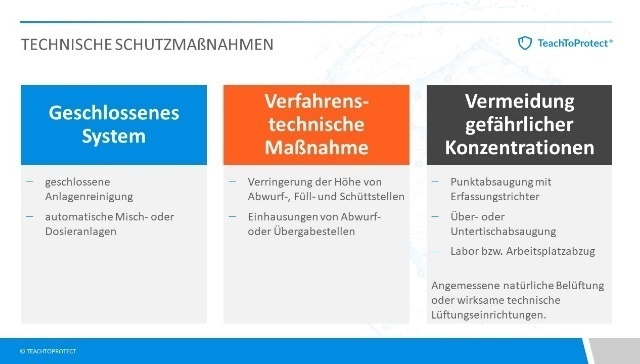 TECHNISCHE SCHUTZMAßNAHMEN
TeachToProtect®
Geschlossenes
System
– geschlossene
Anlagenreinigung
– automatische Misch- oder
Dosieranlagen
Verfahrens-
technische
Maßnahme
– Verringerung der Höhe von
Abwurf-, Füll- und Schüttstellen
– Einhausungen von Abwurf-
oder Übergabestellen
Vermeidung
gefährlicher
Konzentrationen
– Punktabsaugung mit
Erfassungstrichter
– Über- oder
Untertischabsaugung
– Labor bzw. Arbeitsplatzabzug
Angemessene natürliche Belüftung
oder wirksame technische
Lüftungseinrichtungen.
© TEACHTOPROTECT